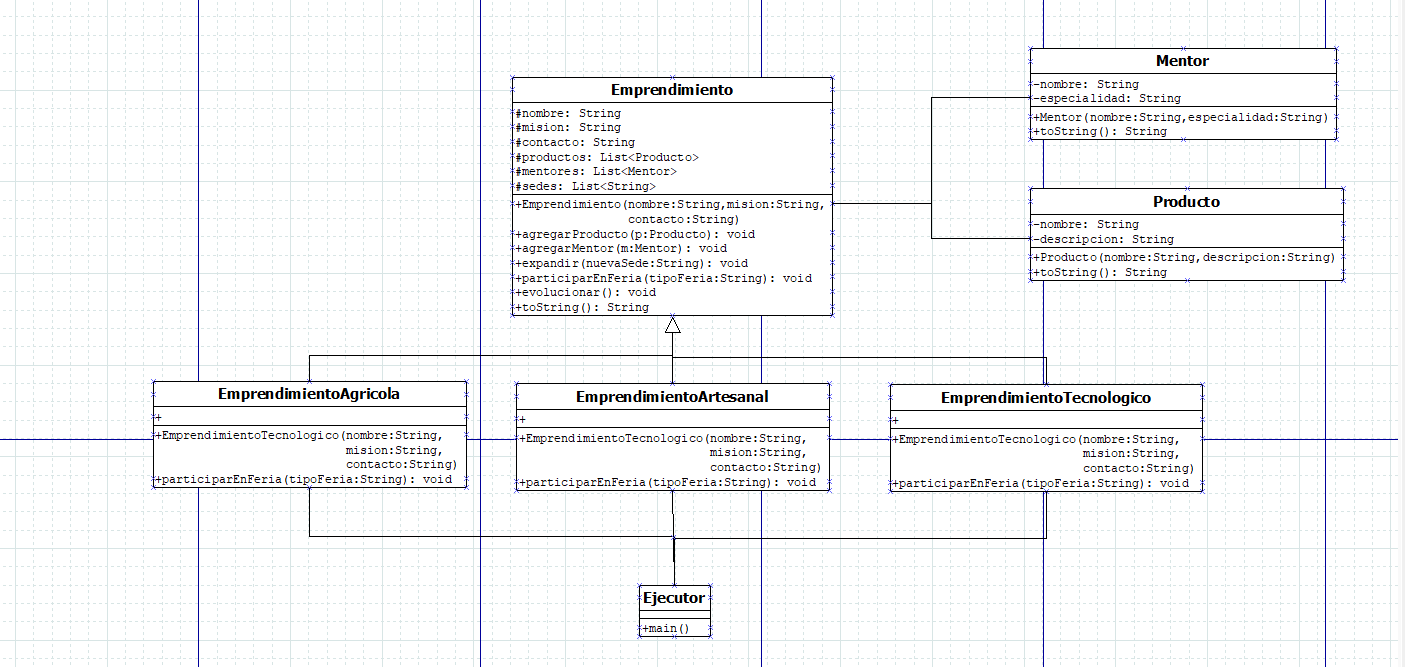 Emprendimiento
#nombre: String
#mision: String
#contacto: String
#productos: List<Producto>
#mentores: List<Mentor>
#sedes: List<String>
+Emprendimiento(nombre:String,mision:String,
contacto:String)
+agregarProducto(p:Producto): void
+agregarMentor(m:Mentor): void
+expandir(nuevaSede:String): void
+participarEnFeria(tipoFeria:String): void
+evolucionar(): void
+toString(): String
Mentor
-nombre: String
-especialidad: String
+Mentor(nombre:String,especialidad:String)
+toString(): String
Producto
-nombre: String
-descripcion: String
+Producto(nombre:String,descripcion:String)
+toString(): String
EmprendimientoAgricola
+
+EmprendimientoTecnologico(nombre:String,
mision:String,
contacto:String)
+participarEnFeria(tipoFeria:String): void
EmprendimientoArtesanal
+
+EmprendimientoTecnologico(nombre:String,
mision:String,
contacto:String)
+participarEnFeria(tipoFeria:String): void
EmprendimientoTecnologico
+
+EmprendimientoTecnologico(nombre:String,
mision:String,
contacto:String)
+participarEnFeria(tipoFeria:String): void
Ejecutor
+main()